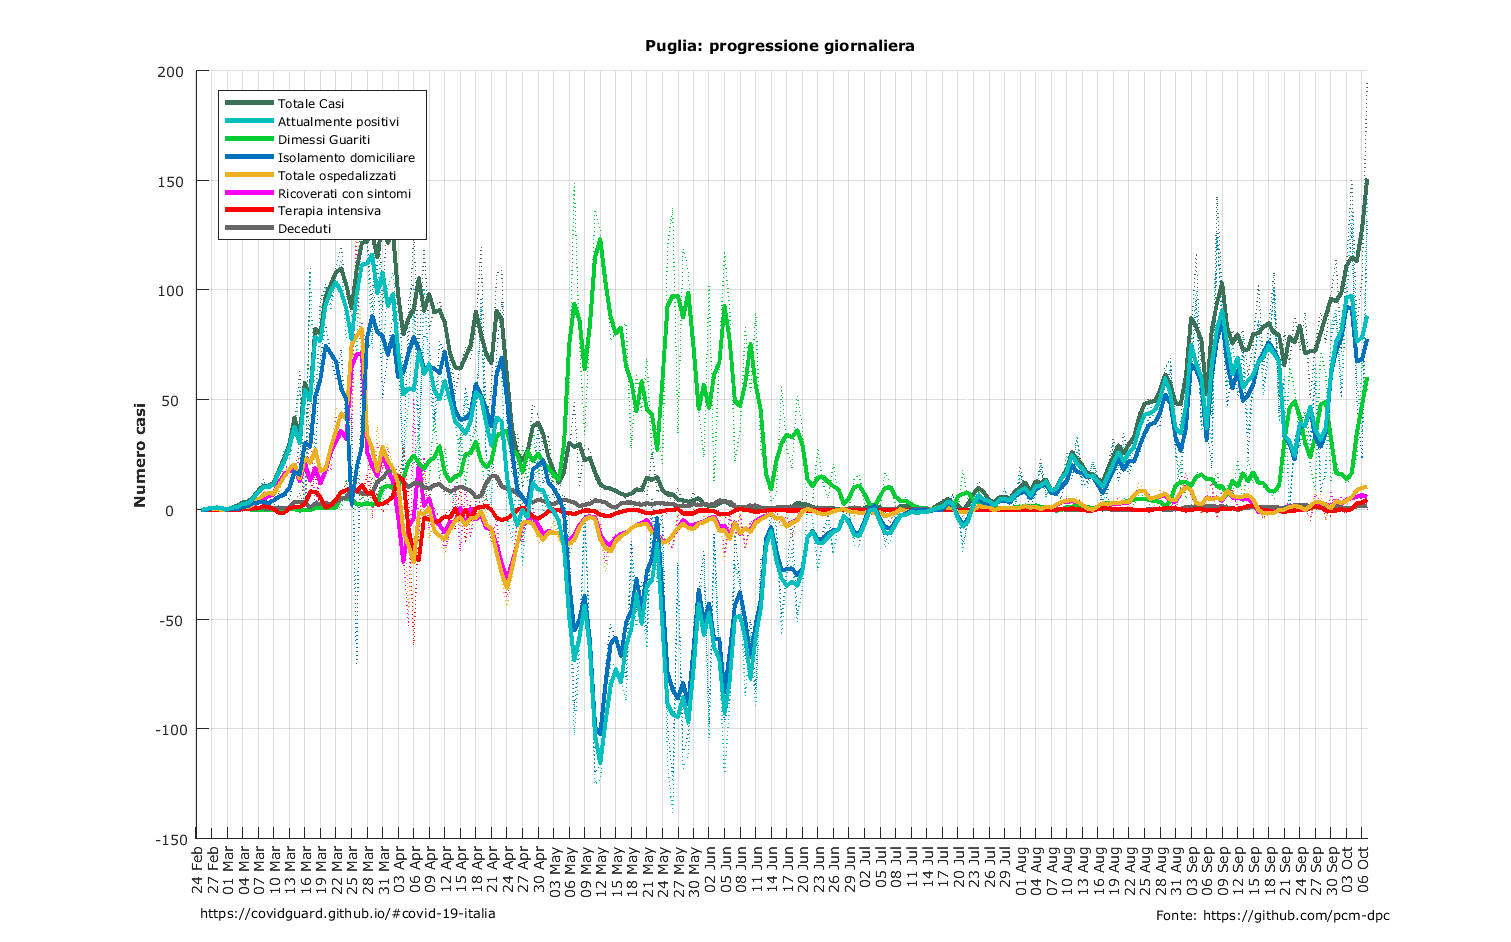 Puglia: progressione giornaliera
Numero casi
200
150
100
50
0
-50
-100
-150
Totale Casi
Attualmente positivi
Dimessi Guariti
Isolamento domiciliare
Totale ospedalizzati
Ricoverati con sintomi
Terapia intensiva
Deceduti
24 Feb
27 Feb
01 Mar
04 Mar
07 Mar
10 Mar
13 Mar
16 Mar
19 Mar
22 Mar
25 Mar
28 Mar
31 Mar
03 Apr
06 Apr
09 Apr
12 Apr
15 Apr
18 Apr
21 Apr
24 Apr
27 Apr
30 Apr
03 May
06 May
09 May
12 May
15 May
18 May
21 May
24 May
27 May
30 May
02 Jun
05 Jun
08 Jun
11 Jun
14 Jun
17 Jun
20 Jun
23 Jun
26 Jun
29 Jun
02 Jul
05 Jul
08 Jul
11 Jul
14 Jul
17 Jul
20 Jul
23 Jul
26 Jul
29 Jul
01 Aug
04 Aug
07 Aug
10 Aug
13 Aug
16 Aug
19 Aug
22 Aug
25 Aug
28 Aug
31 Aug
03 Sep
06 Sep
09 Sep
12 Sep
15 Sep
18 Sep
21 Sep
24 Sep
27 Sep
30 Sep
03 Oct
06 Oct
https://covidguard.github.io/#covid-19-italia
Fonte: https://github.com/pcm-dpc